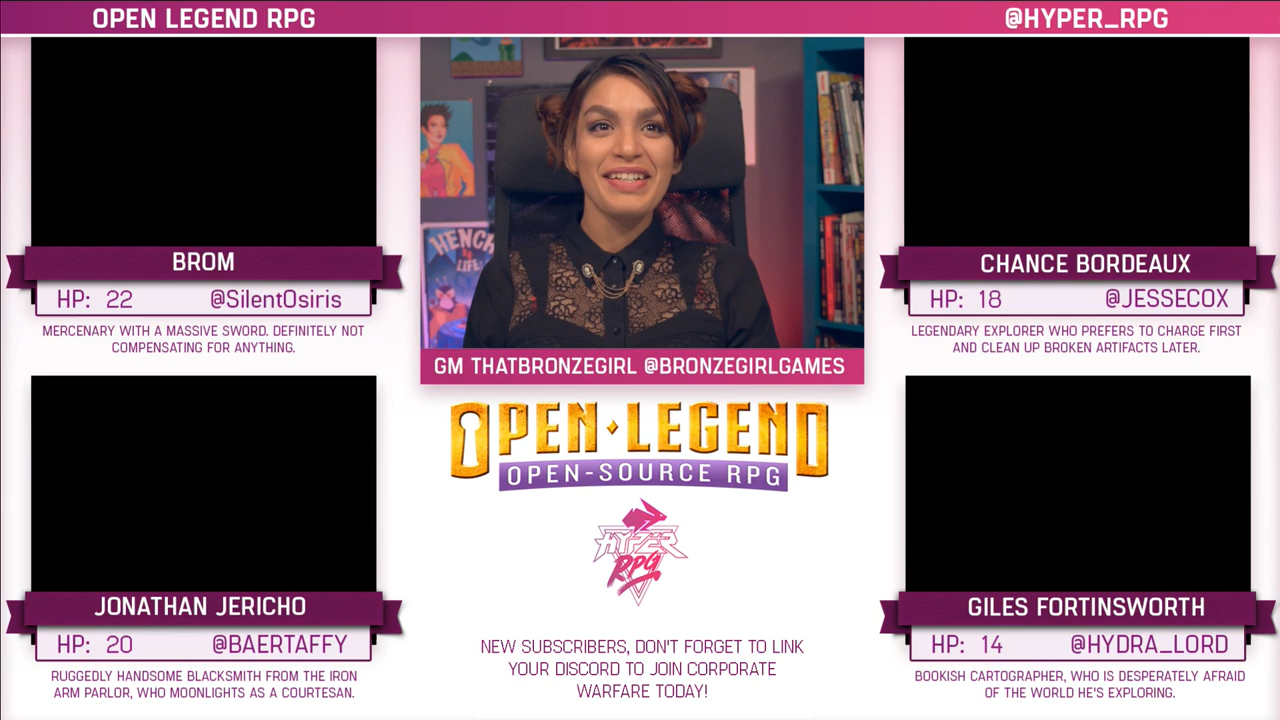 OPEN LEGEND RPG
@HYPER_RPG
HENCH
LIFE!
BROM
HP: 22 @SilentOsiris
MERCENARY WITH A MASSIVE SWORD. DEFINITELY NOT
COMPENSATING FOR ANYTHING.
GM THATBRONZEGIRL @BRONZEGIRLGAMES
CHANCE BORDEAUX
HP: 18 @JESSECOX
LEGENDARY EXPLORER WHO PREFERS TO CHARGE FIRST
AND CLEAN UP BROKEN ARTIFACTS LATER.
OPEN·LEGEND
OPEN-SOURCE RPG
HYPER
RPG
JONATHAN JERICHO
HP: 20 @BAERTAFFY
RUGGEDLY HANDSOME BLACKSMITH FROM THE IRON
ARM PARLOR, WHO MOONLIGHTS AS A COURTESAN.
NEW SUBSCRIBERS, DON'T FORGET TO LINK
YOUR DISCORD TO JOIN CORPORATE
WARFARE TODAY!
GILES FORTINSWORTH
HP: 14 @HYDRA_LORD
BOOKISH CARTOGRAPHER, WHO IS DESPERATELY AFRAID
OF THE WORLD HE'S EXPLORING.